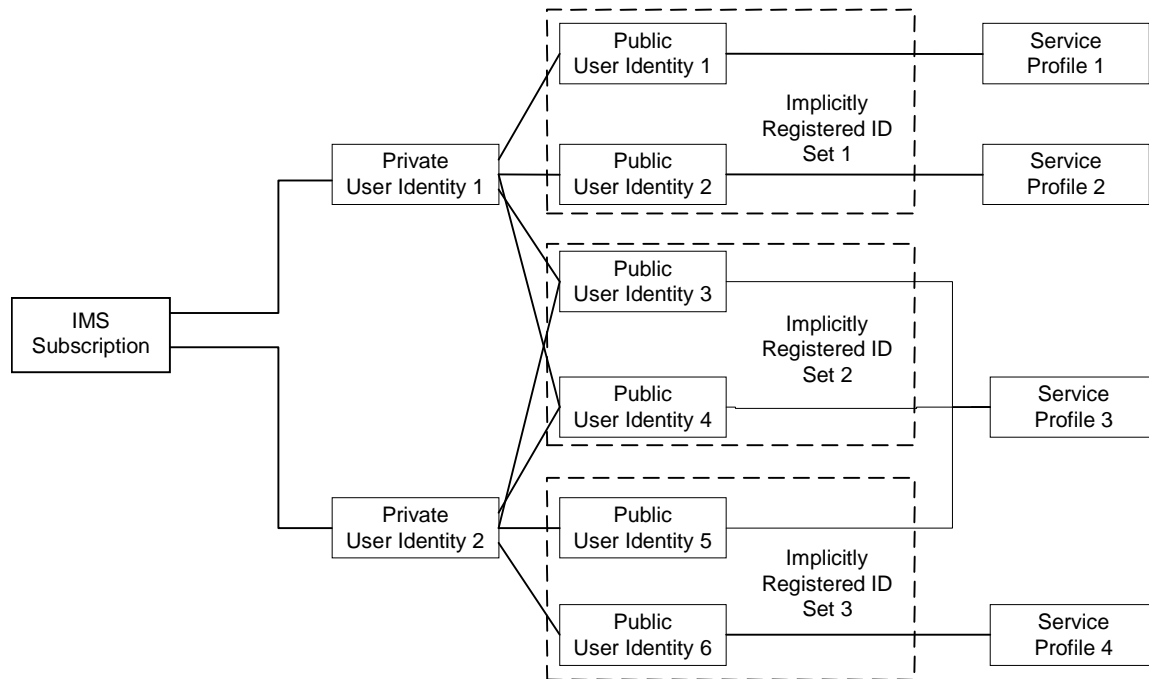 IMS
Subscription
Private
User Identity 1
Private
User Identity 2
Public
User Identity 1
Public
User Identity 2
Implicitly
Registered ID
Set 1
Public
User Identity 3
Public
User Identity 4
Implicitly
Registered ID
Set 2
Public
User Identity 5
Public
User Identity 6
Implicitly
Registered ID
Set 3
Service
Profile 1
Service
Profile 2
Service
Profile 3
Service
Profile 4